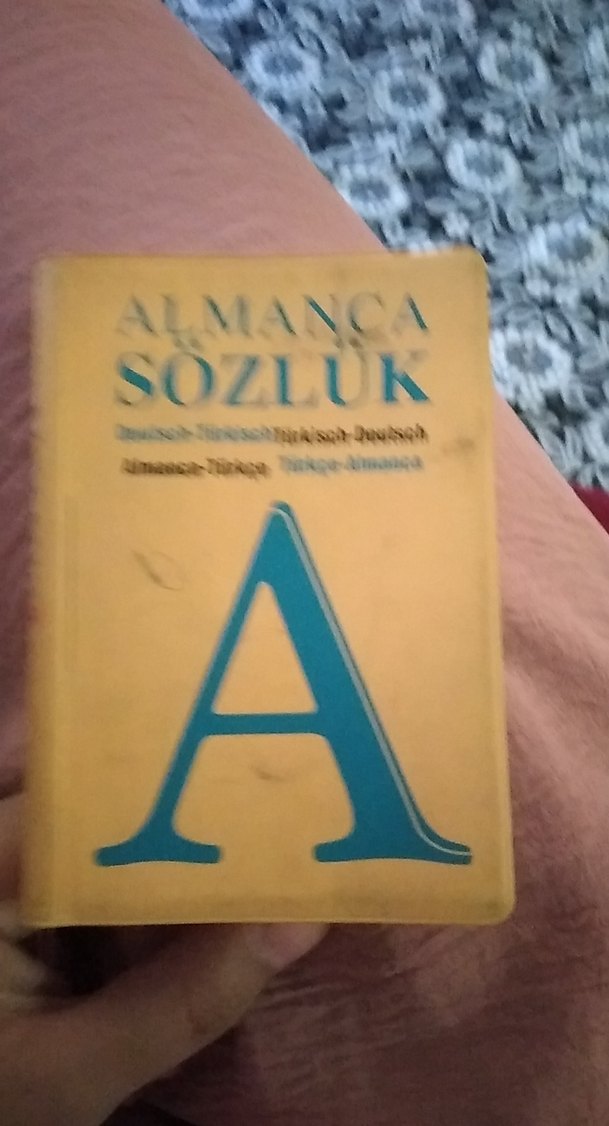 ALMANCA
SÖZLÜK
Deutsch-Türkisch Türkisch-Deutsch
Almanca-Türkçe Türkçe-Almanca
A